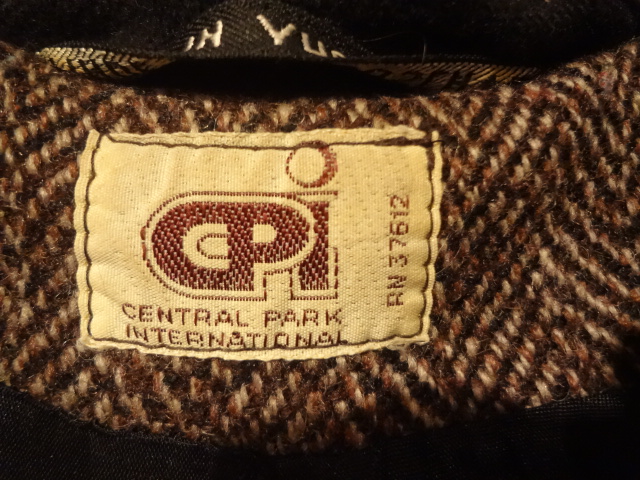 CPI
CENTRAL PARK
INTERNATIONAL
RN 37612